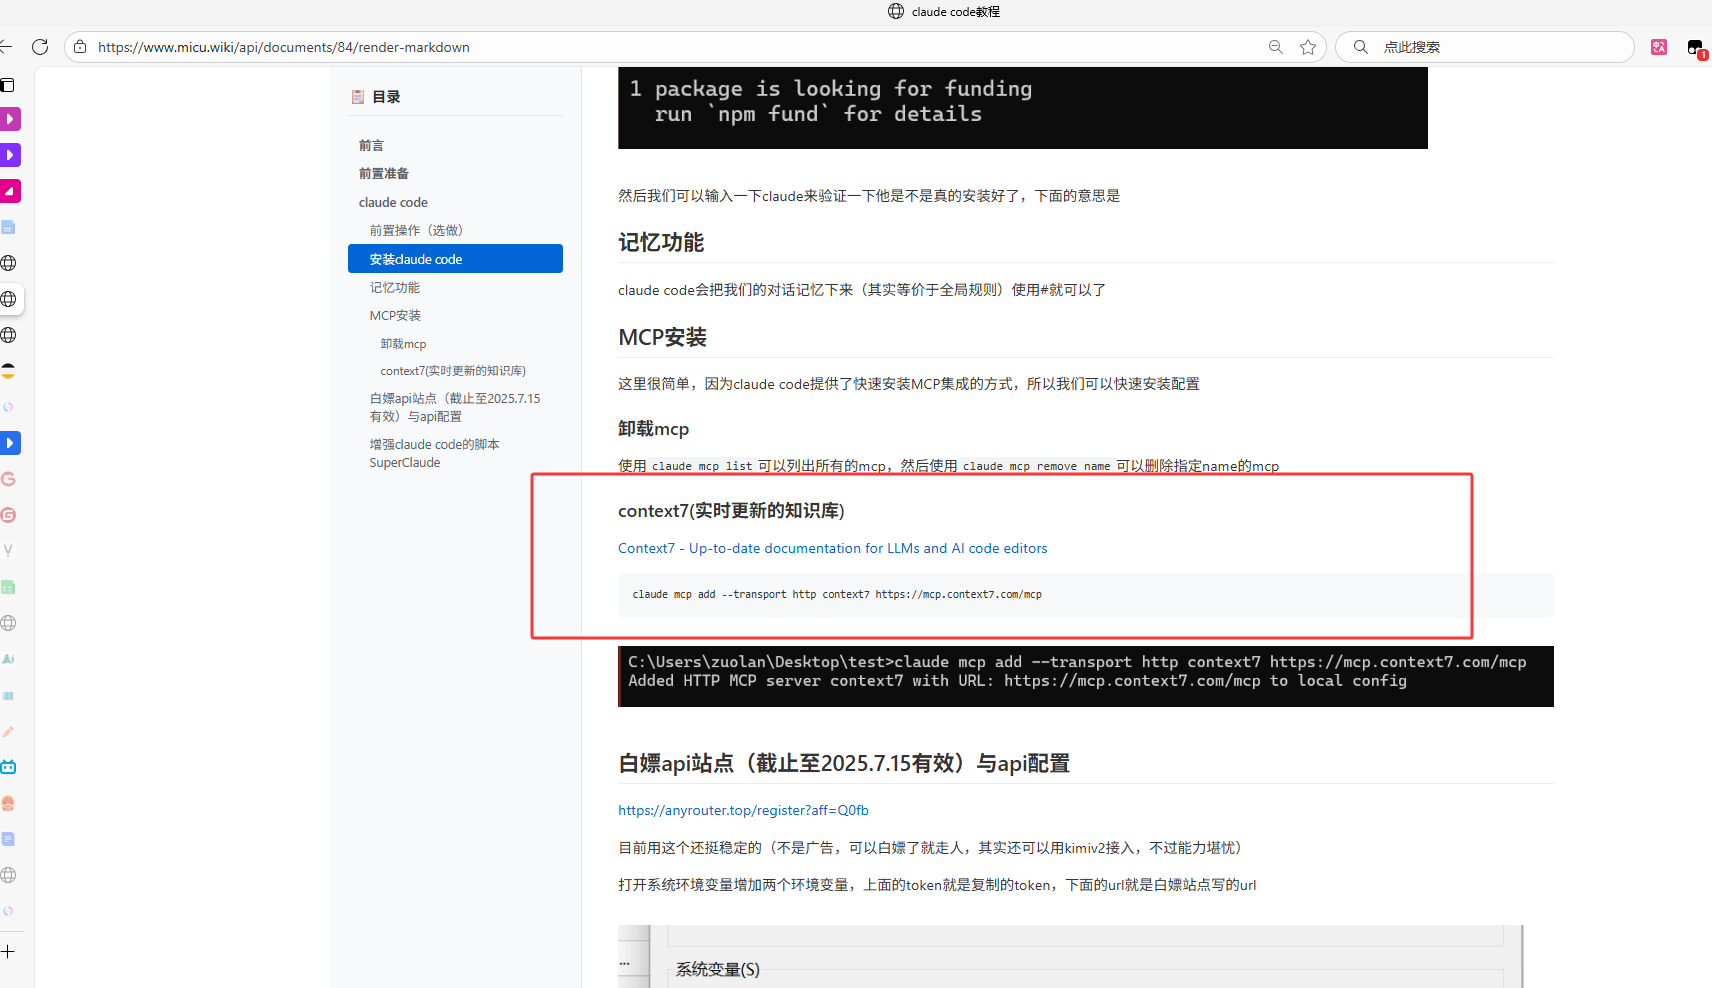 claude code教程
https://www.micu.wiki/api/documents/84/render-markdown
点此搜索
1
目录
前言
前置准备
claude code
前置操作（选做）
安装claude code
记忆功能
MCP安装
卸载mcp
context7(实时更新的知识库)
白嫖api站点（截止至2025.7.15
有效）与api配置
增强claude code的脚本
SuperClaude
1 package is looking for funding
run `npm fund` for details
然后我们可以输入一下claude来验证一下他是不是真的安装好了，下面的意思是
记忆功能
claude code会把我们的对话记忆下来（其实等价于全局规则）使用#就可以了
MCP安装
这里很简单，因为claude code提供了快速安装MCP集成的方式，所以我们可以快速安装配置
卸载mcp
使用 claude mcp list 可以列出所有的mcp，然后使用 claude mcp remove name 可以删除指定name的mcp
context7(实时更新的知识库)
Context7 - Up-to-date documentation for LLMs and AI code editors
claude mcp add --transport http context7 https://mcp.context7.com/mcp
C:\Users\zuolan\Desktop\test>claude mcp add --transport http context7 https://mcp.context7.com/mcp
Added HTTP MCP server context7 with URL: https://mcp.context7.com/mcp to local config
白嫖api站点（截止至2025.7.15有效）与api配置
https://anyrouter.top/register?aff=Q0fb
目前用这个还挺稳定的（不是广告，可以白嫖了就走人，其实还可以用kimiv2接入，不过能力堪忧）
打开系统环境变量增加两个环境变量，上面的token就是复制的token，下面的url就是白嫖站点写的url
...
系统变量(S)